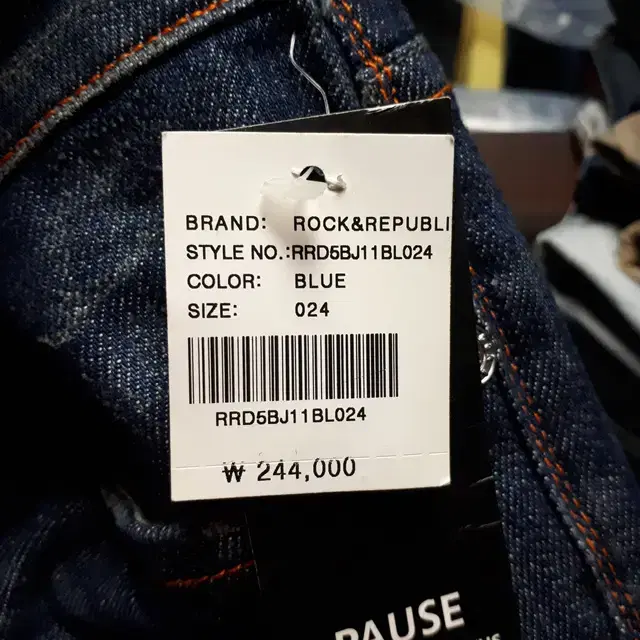 BRAND: ROCK&REPUBLI
STYLE NO.:RRD5BJ11BL024
COLOR: BLUE
SIZE: 024
RRD5BJ11BL024
₩ 244,000
PAUSE